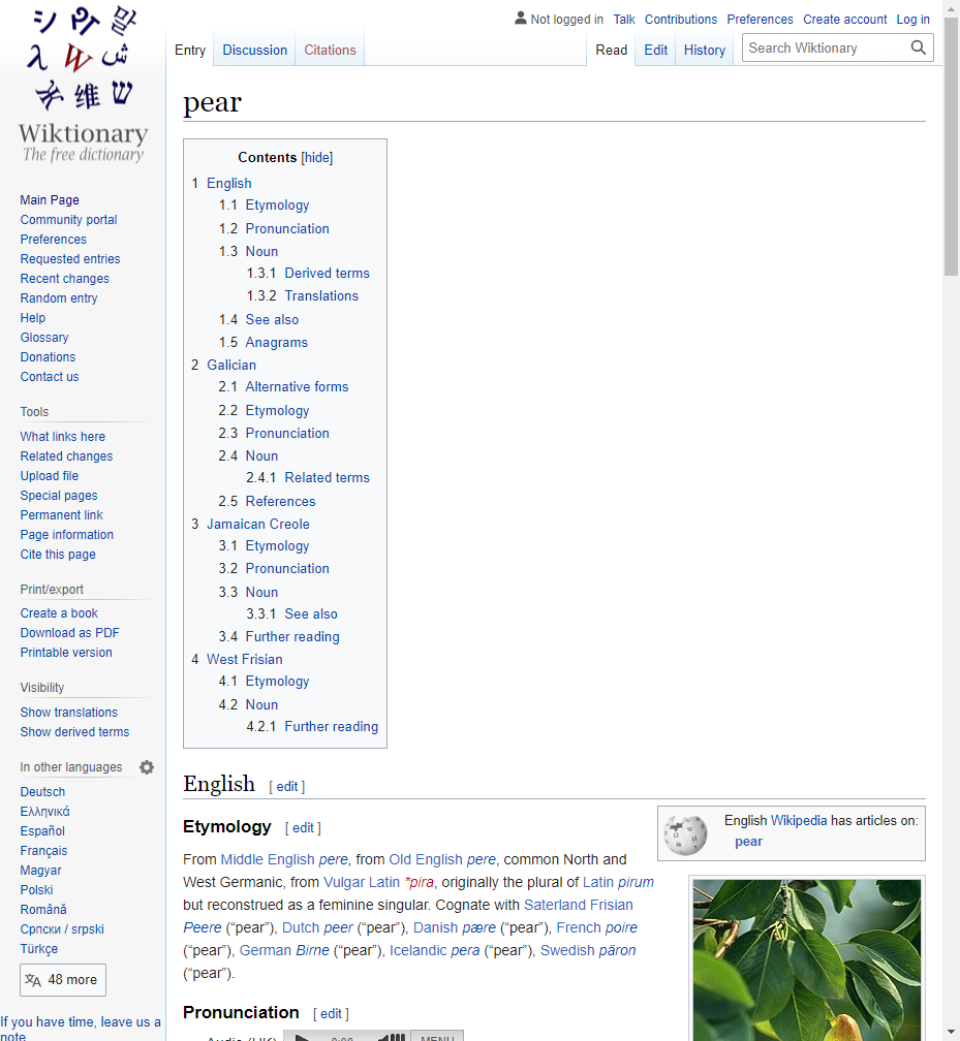 Not logged in Talk Contributions Preferences Create account Log in
Entry Discussion Citations Read Edit History Search Wiktionary
Wiktionary
The free dictionary
Main Page
Community portal
Preferences
Requested entries
Recent changes
Random entry
Help
Glossary
Donations
Contact us
Tools
What links here
Related changes
Upload file
Special pages
Permanent link
Page information
Cite this page
Print/export
Create a book
Download as PDF
Printable version
Visibility
Show translations
Show derived terms
In other languages
Deutsch
Ελληνικά
Español
Français
Magyar
Polski
Română
Српски / srpski
Türkçe
48 more
If you have time, leave us a
note
pear
Contents [hide]
1 English
1.1 Etymology
1.2 Pronunciation
1.3 Noun
1.3.1 Derived terms
1.3.2 Translations
1.4 See also
1.5 Anagrams
2 Galician
2.1 Alternative forms
2.2 Etymology
2.3 Pronunciation
2.4 Noun
2.4.1 Related terms
2.5 References
3 Jamaican Creole
3.1 Etymology
3.2 Pronunciation
3.3 Noun
3.3.1 See also
3.4 Further reading
4 West Frisian
4.1 Etymology
4.2 Noun
4.2.1 Further reading
English [ edit ]
English Wikipedia has articles on:
pear
Etymology [ edit ]
From Middle English pere, from Old English pere, common North and
West Germanic, from Vulgar Latin *pira, originally the plural of Latin pirum
but reconstrued as a feminine singular. Cognate with Saterland Frisian
Peere (“pear”), Dutch peer (“pear”), Danish pære (“pear”), French poire
(“pear”), German Birne (“pear”), Icelandic pera (“pear”), Swedish päron
(“pear”).
Pronunciation [ edit ]
Audio (UK) 0:00 MENU